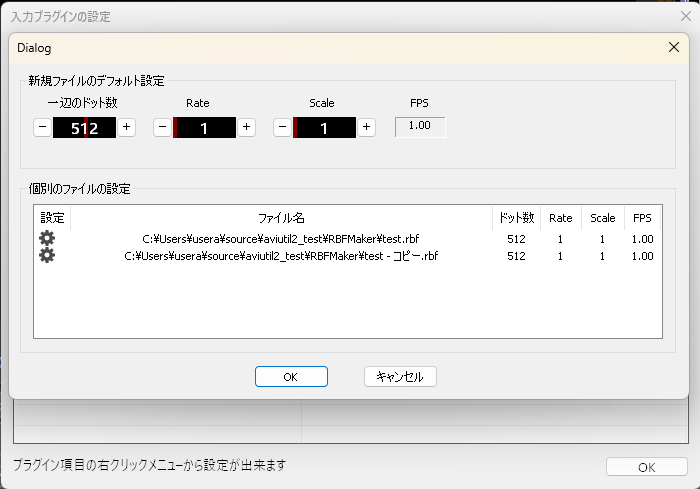 入力プラグインの設定
Dialog
新規ファイルのデフォルト設定
一辺のドット数 Rate Scale FPS
− 512 + − 1 + − 1 + 1.00
個別のファイルの設定
設定 ファイル名 ドット数 Rate Scale FPS
C:¥Users¥usera¥source¥aviutil2_test¥RBFMaker¥test.rbf 512 1 1 1.00
C:¥Users¥usera¥source¥aviutil2_test¥RBFMaker¥test - コピー.rbf 512 1 1 1.00
OK キャンセル
プラグイン項目の右クリックメニューから設定が出来ます OK